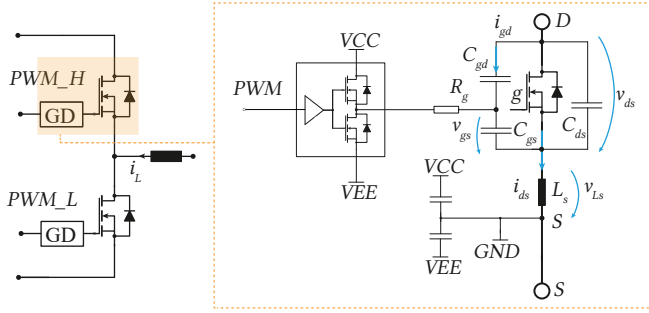 PWM_H
GD
i_L
PWM_L
GD
VCC
PWM
VEE
R_g
i_gd
D
C_gd
g
v_gs
C_gs
C_ds
v_ds
VCC
i_ds
L_s
v_Ls
S
GND
VEE
S